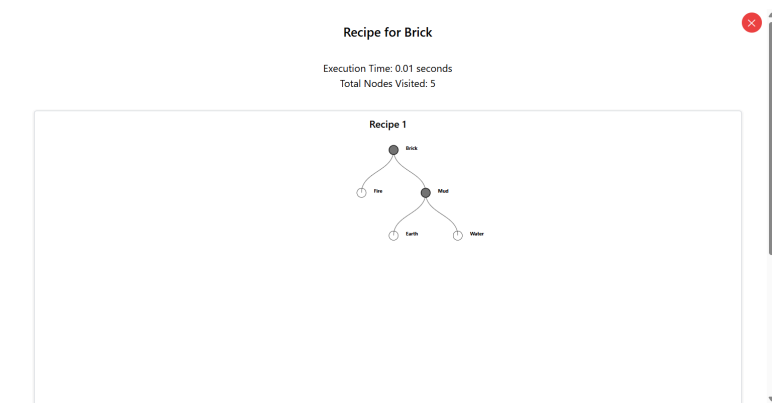 Recipe for Brick
Execution Time: 0.01 seconds
Total Nodes Visited: 5
Recipe 1
Brick
Fire
Mud
Earth
Water